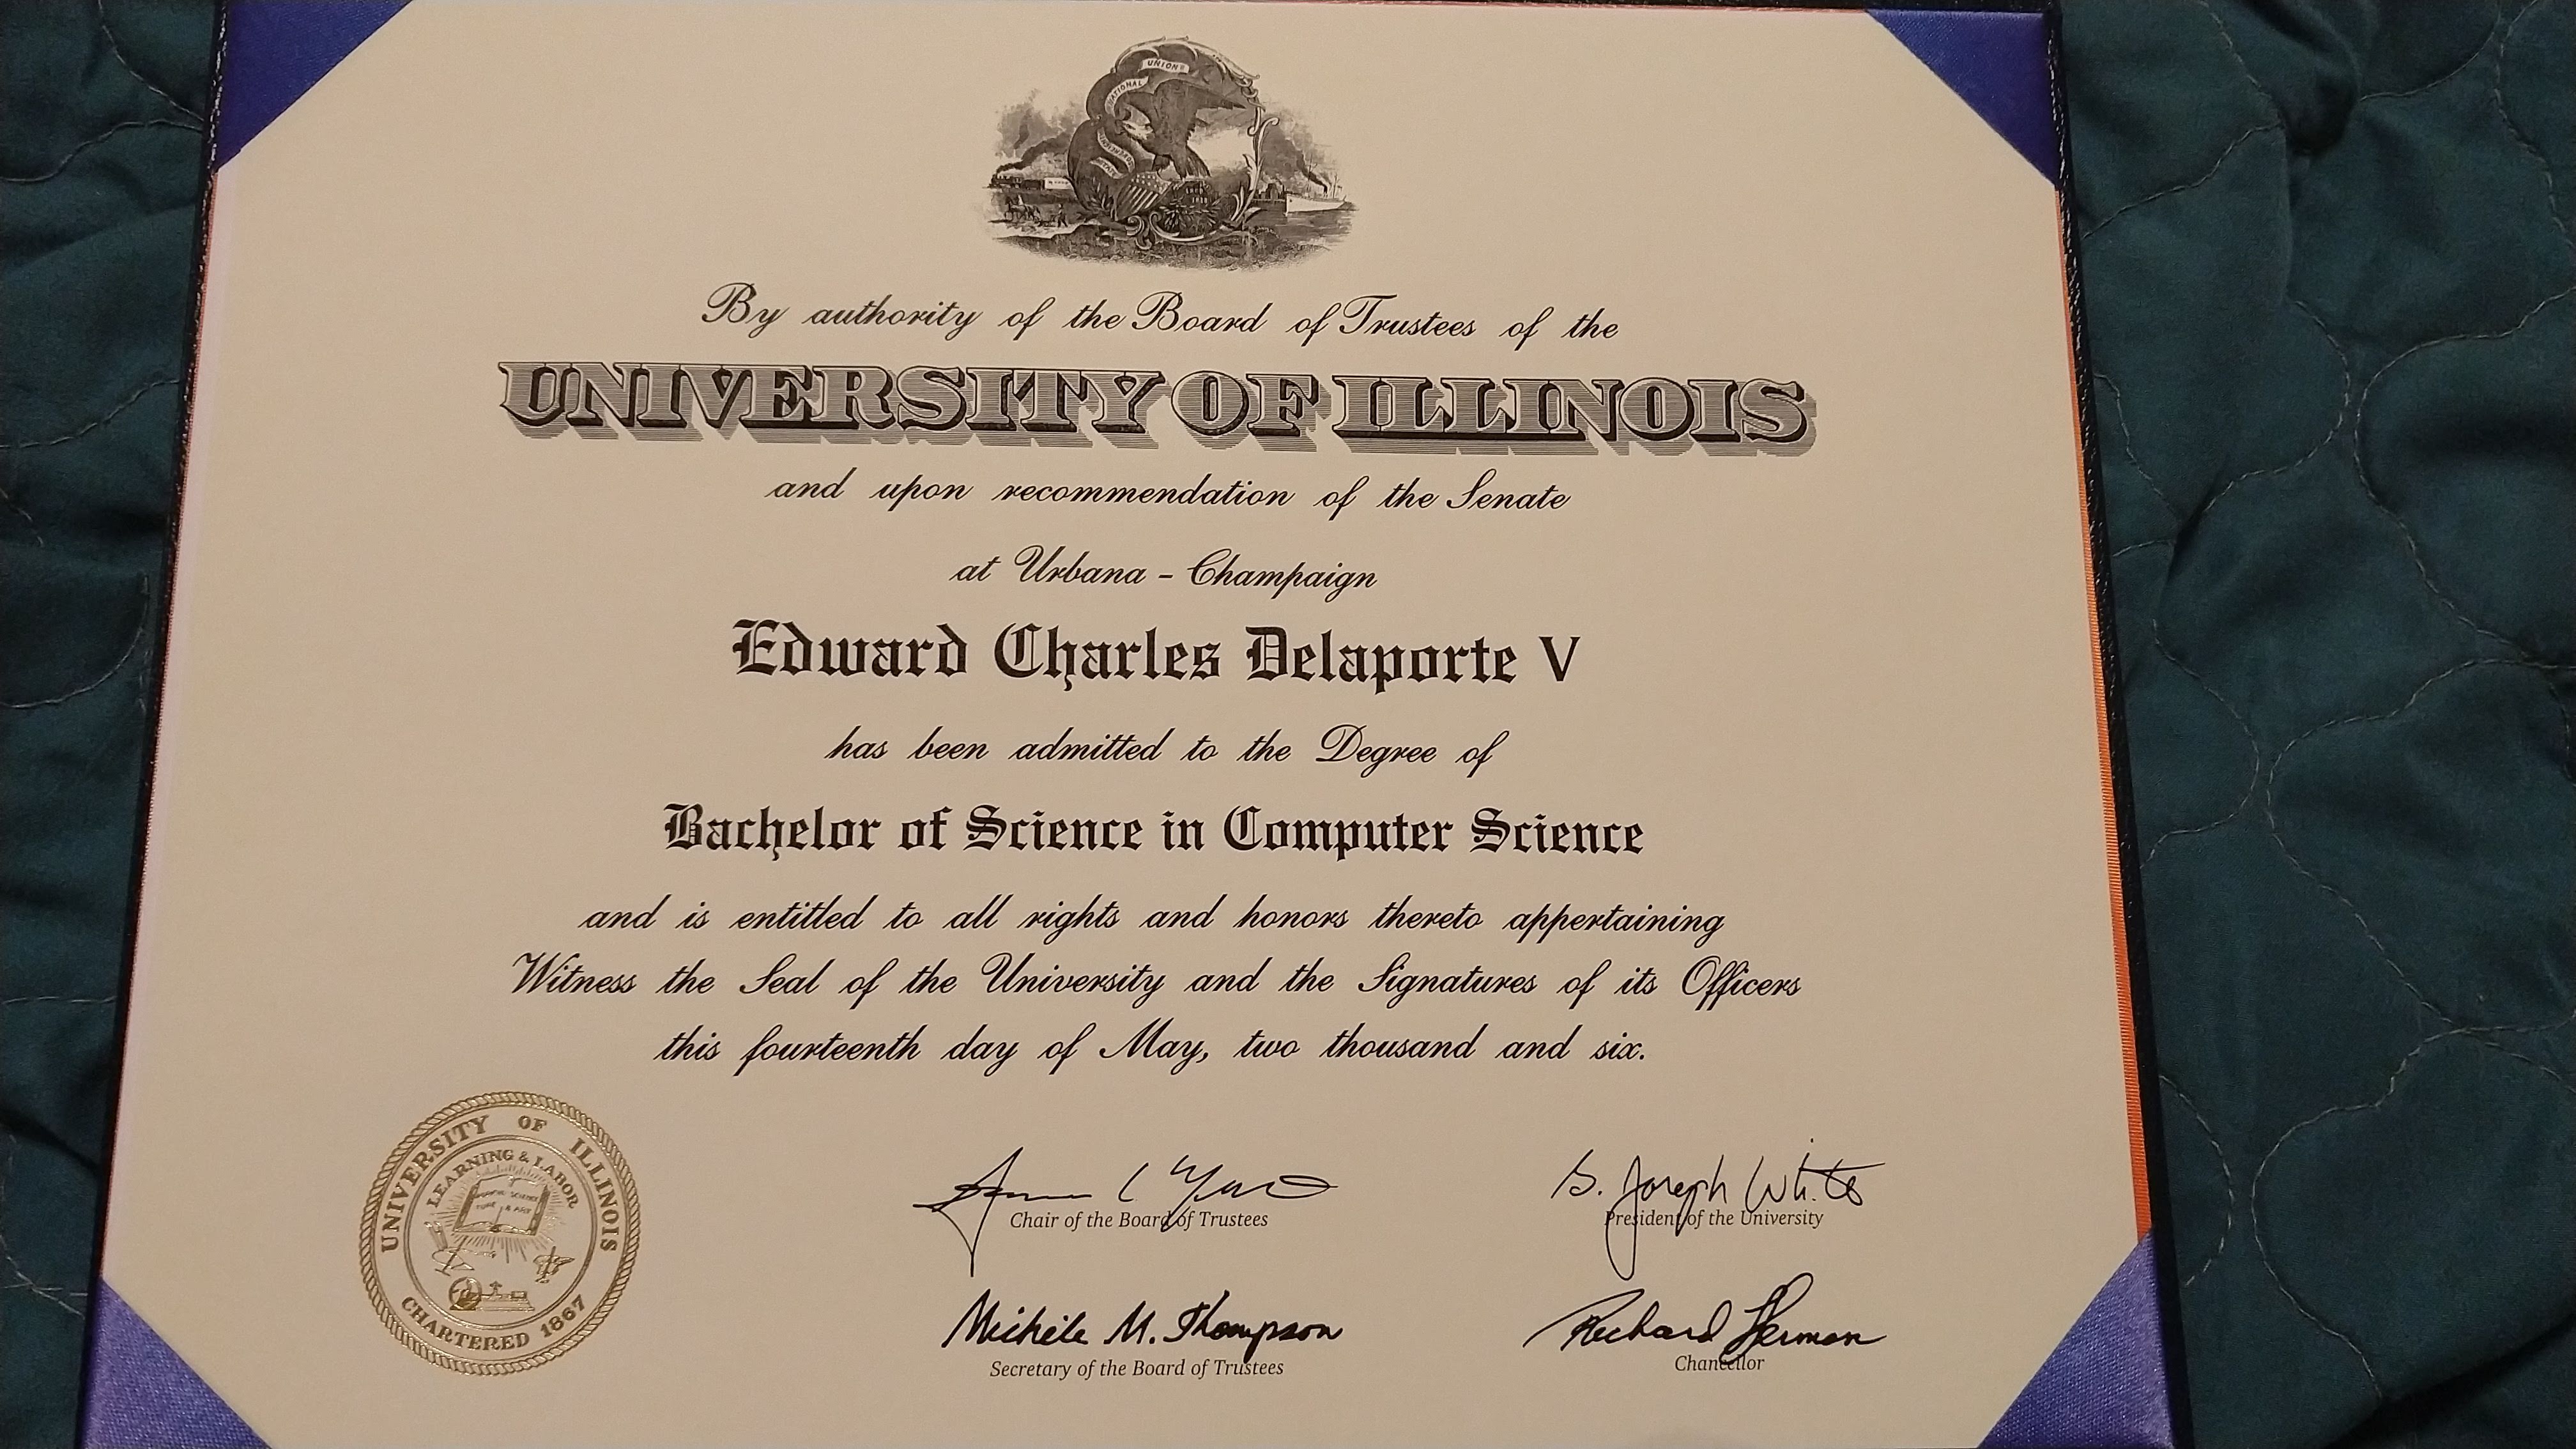 UNION
NATIONAL
By authority of the Board of Trustees of the
UNIVERSITY OF ILLINOIS
and upon recommendation of the Senate
at Urbana - Champaign
Edward Charles Delaporte V
has been admitted to the Degree of
Bachelor of Science in Computer Science
and is entitled to all rights and honors thereto appertaining
Witness the Seal of the University and the Signatures of its Officers
this fourteenth day of May, two thousand and six.
UNIVERSITY OF ILLINOIS
LEARNING & LABOR
CHARTERED 1867
Chair of the Board of Trustees
B. Joseph White
President of the University
Michele M. Thompson
Secretary of the Board of Trustees
Richard Herman
Chancellor